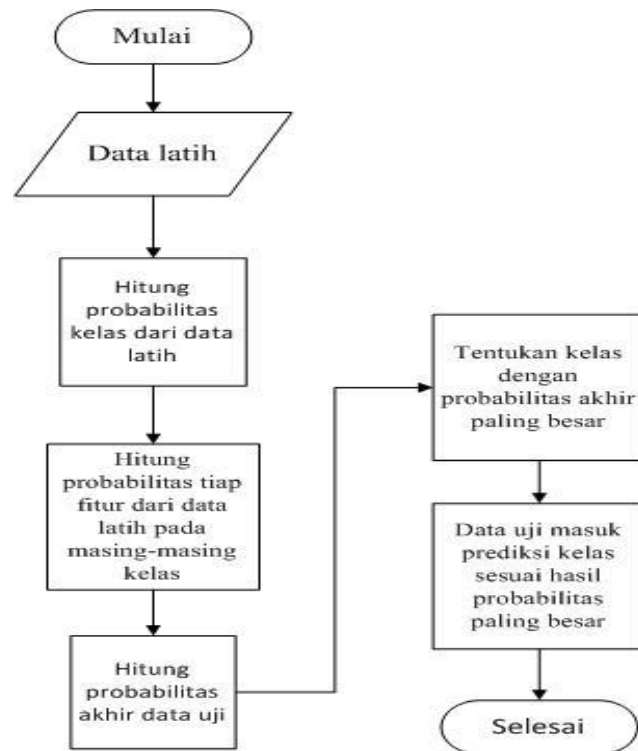 Mulai
Data latih
Hitung
probabilitas
kelas dari data
latih
Hitung
probabilitas tiap
fitur dari data
latih pada
masing-masing
kelas
Hitung
probabilitas
akhir data uji
Tentukan kelas
dengan
probabilitas akhir
paling besar
Data uji masuk
prediksi kelas
sesuai hasil
probabilitas
paling besar
Selesai